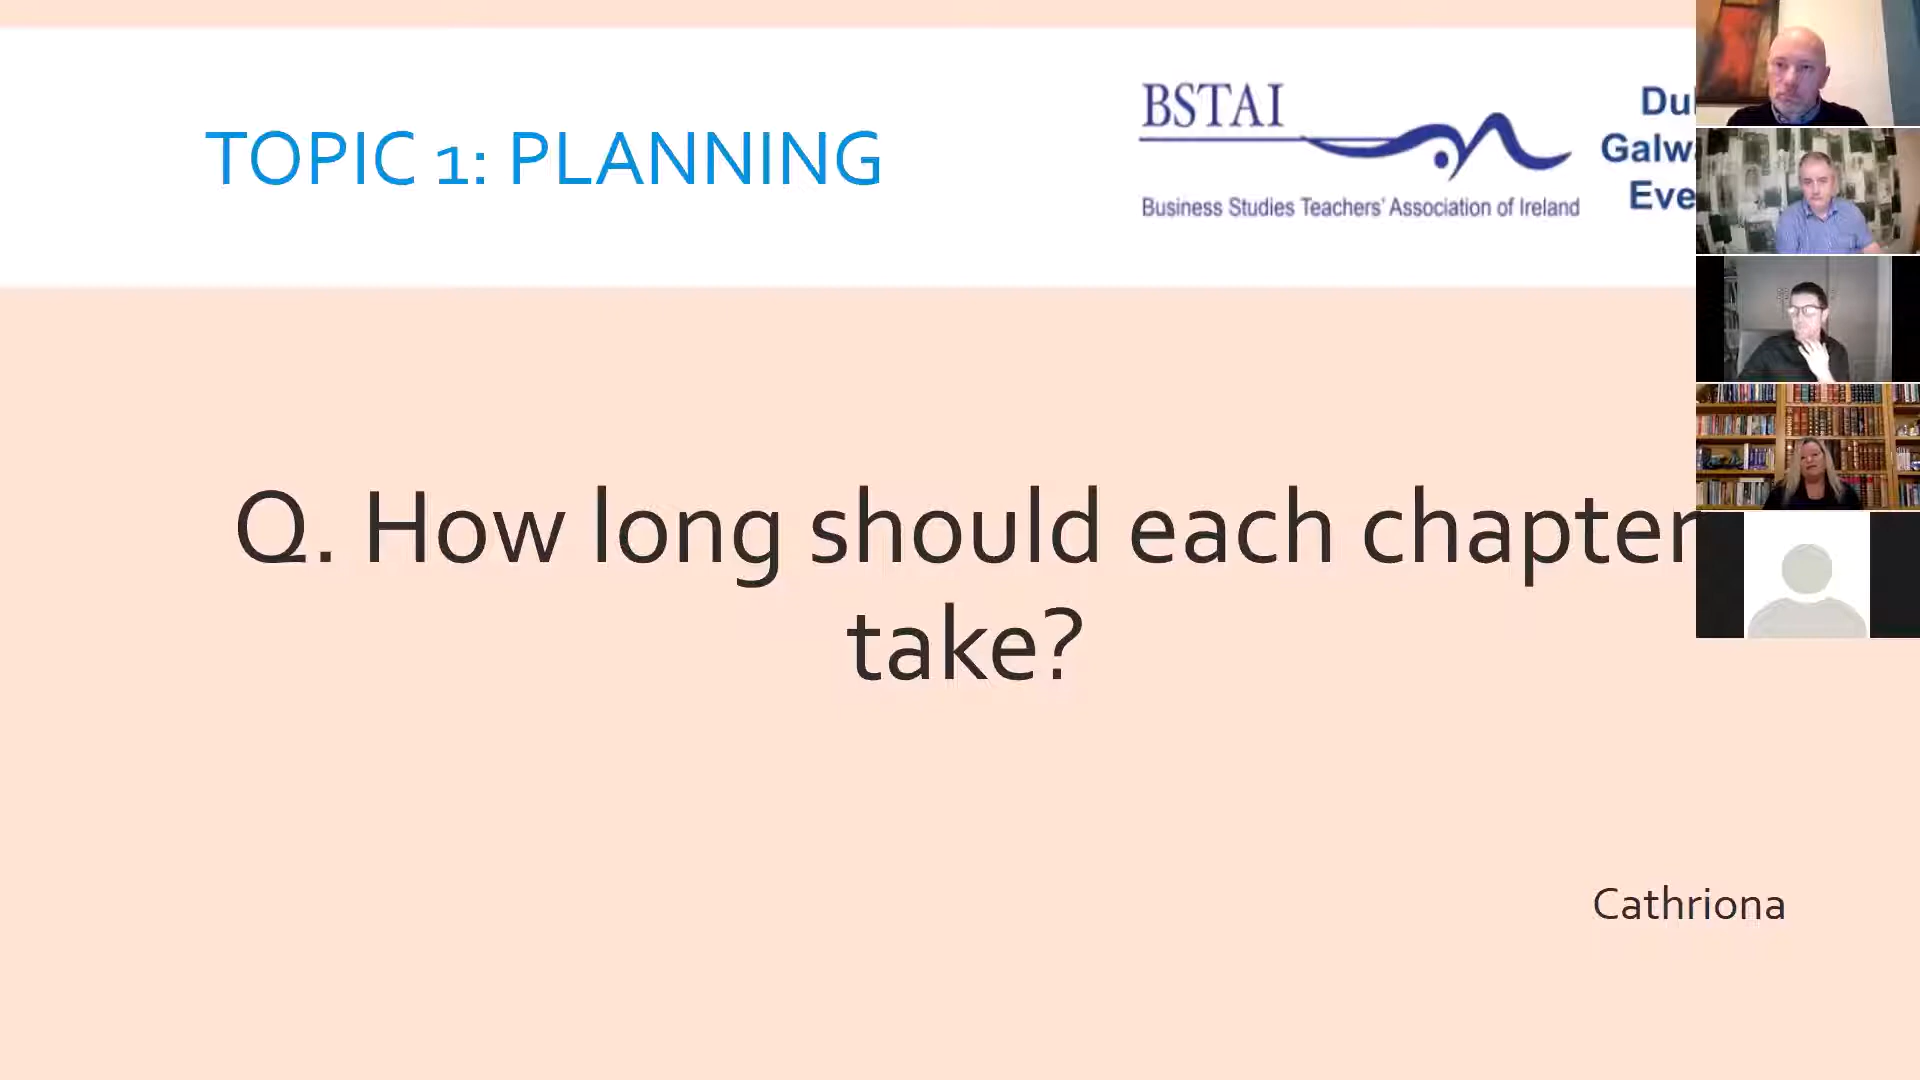 TOPIC 1: PLANNING
BSTAI
Business Studies Teachers' Association of Ireland
Q. How long should each chapter
take?
Cathriona